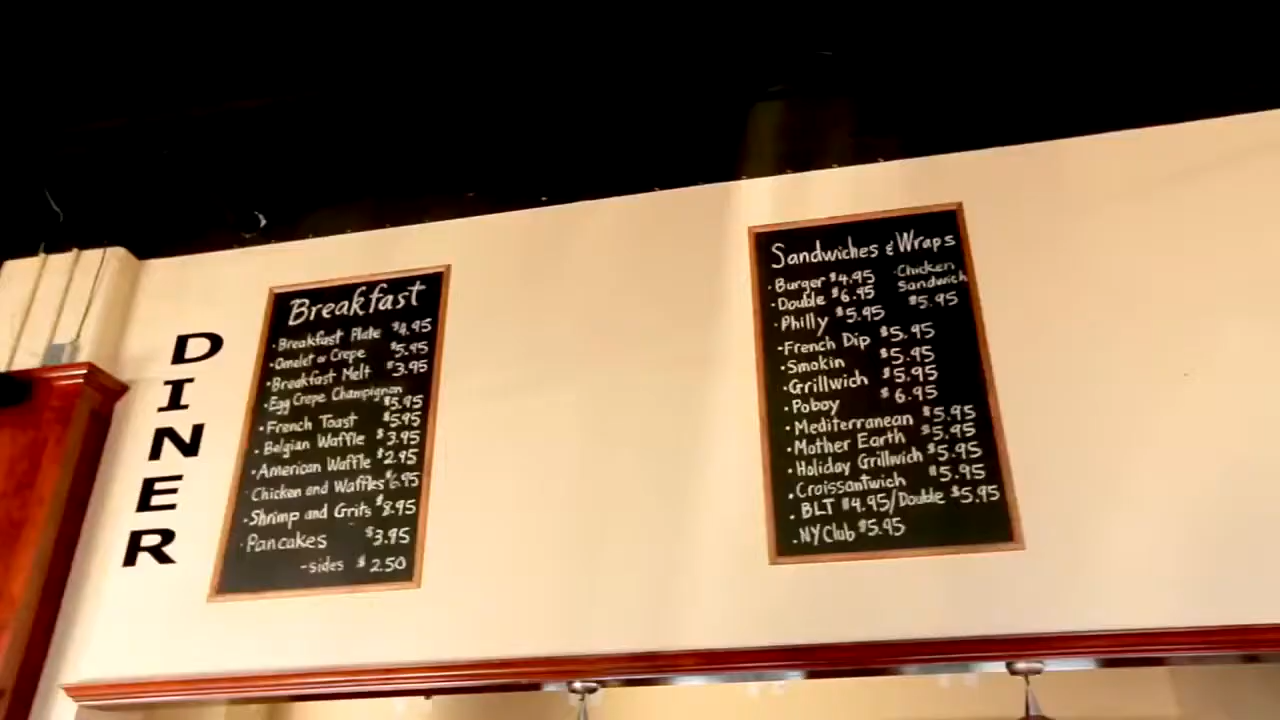 DINER
Breakfast
·Breakfast Plate $4.95
·Omelet or Crepe $5.95
·Breakfast Melt $3.95
·Egg Crepe Champignon $5.95
·French Toast $5.95
·Belgian Waffle $3.95
·American Waffle $2.95
·Chicken and Waffles $6.95
·Shrimp and Grits $8.95
·Pancakes $3.95
-sides $2.50
Sandwiches & Wraps
·Burger $4.95
·Double $6.95
·Chicken
Sandwich
$5.95
·Philly $5.95
·French Dip $5.95
·Smokin $5.95
·Grillwich $5.95
·Poboy $6.95
·Mediterranean $5.95
·Mother Earth $5.95
·Holiday Grillwich $5.95
·Croissantwich $5.95
·BLT $4.95/Double $5.95
·NY Club $5.95